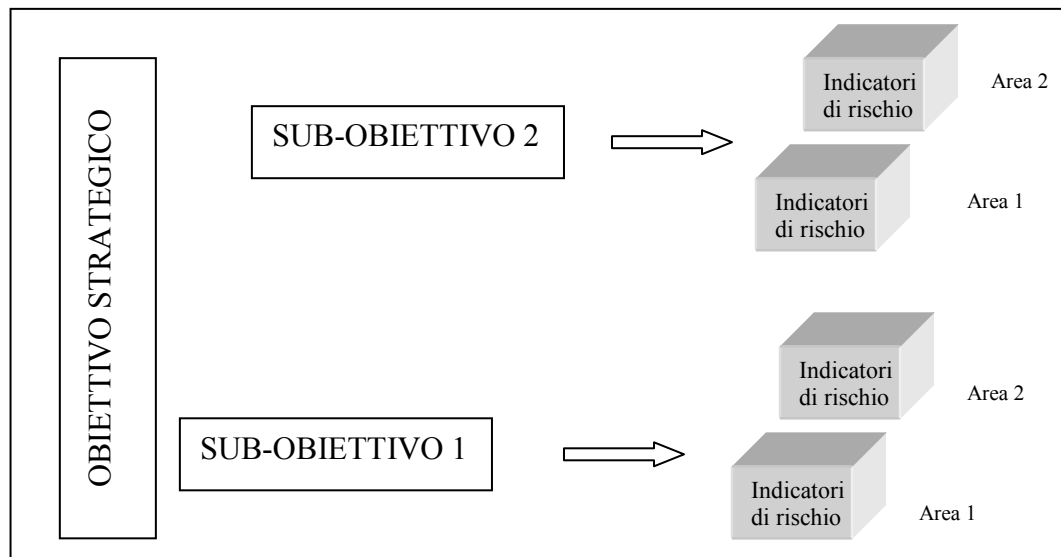 OBIETTIVO STRATEGICO
SUB-OBIETTIVO 2
Indicatori
di rischio
Area 2
Indicatori
di rischio
Area 1
SUB-OBIETTIVO 1
Indicatori
di rischio
Area 2
Indicatori
di rischio
Area 1